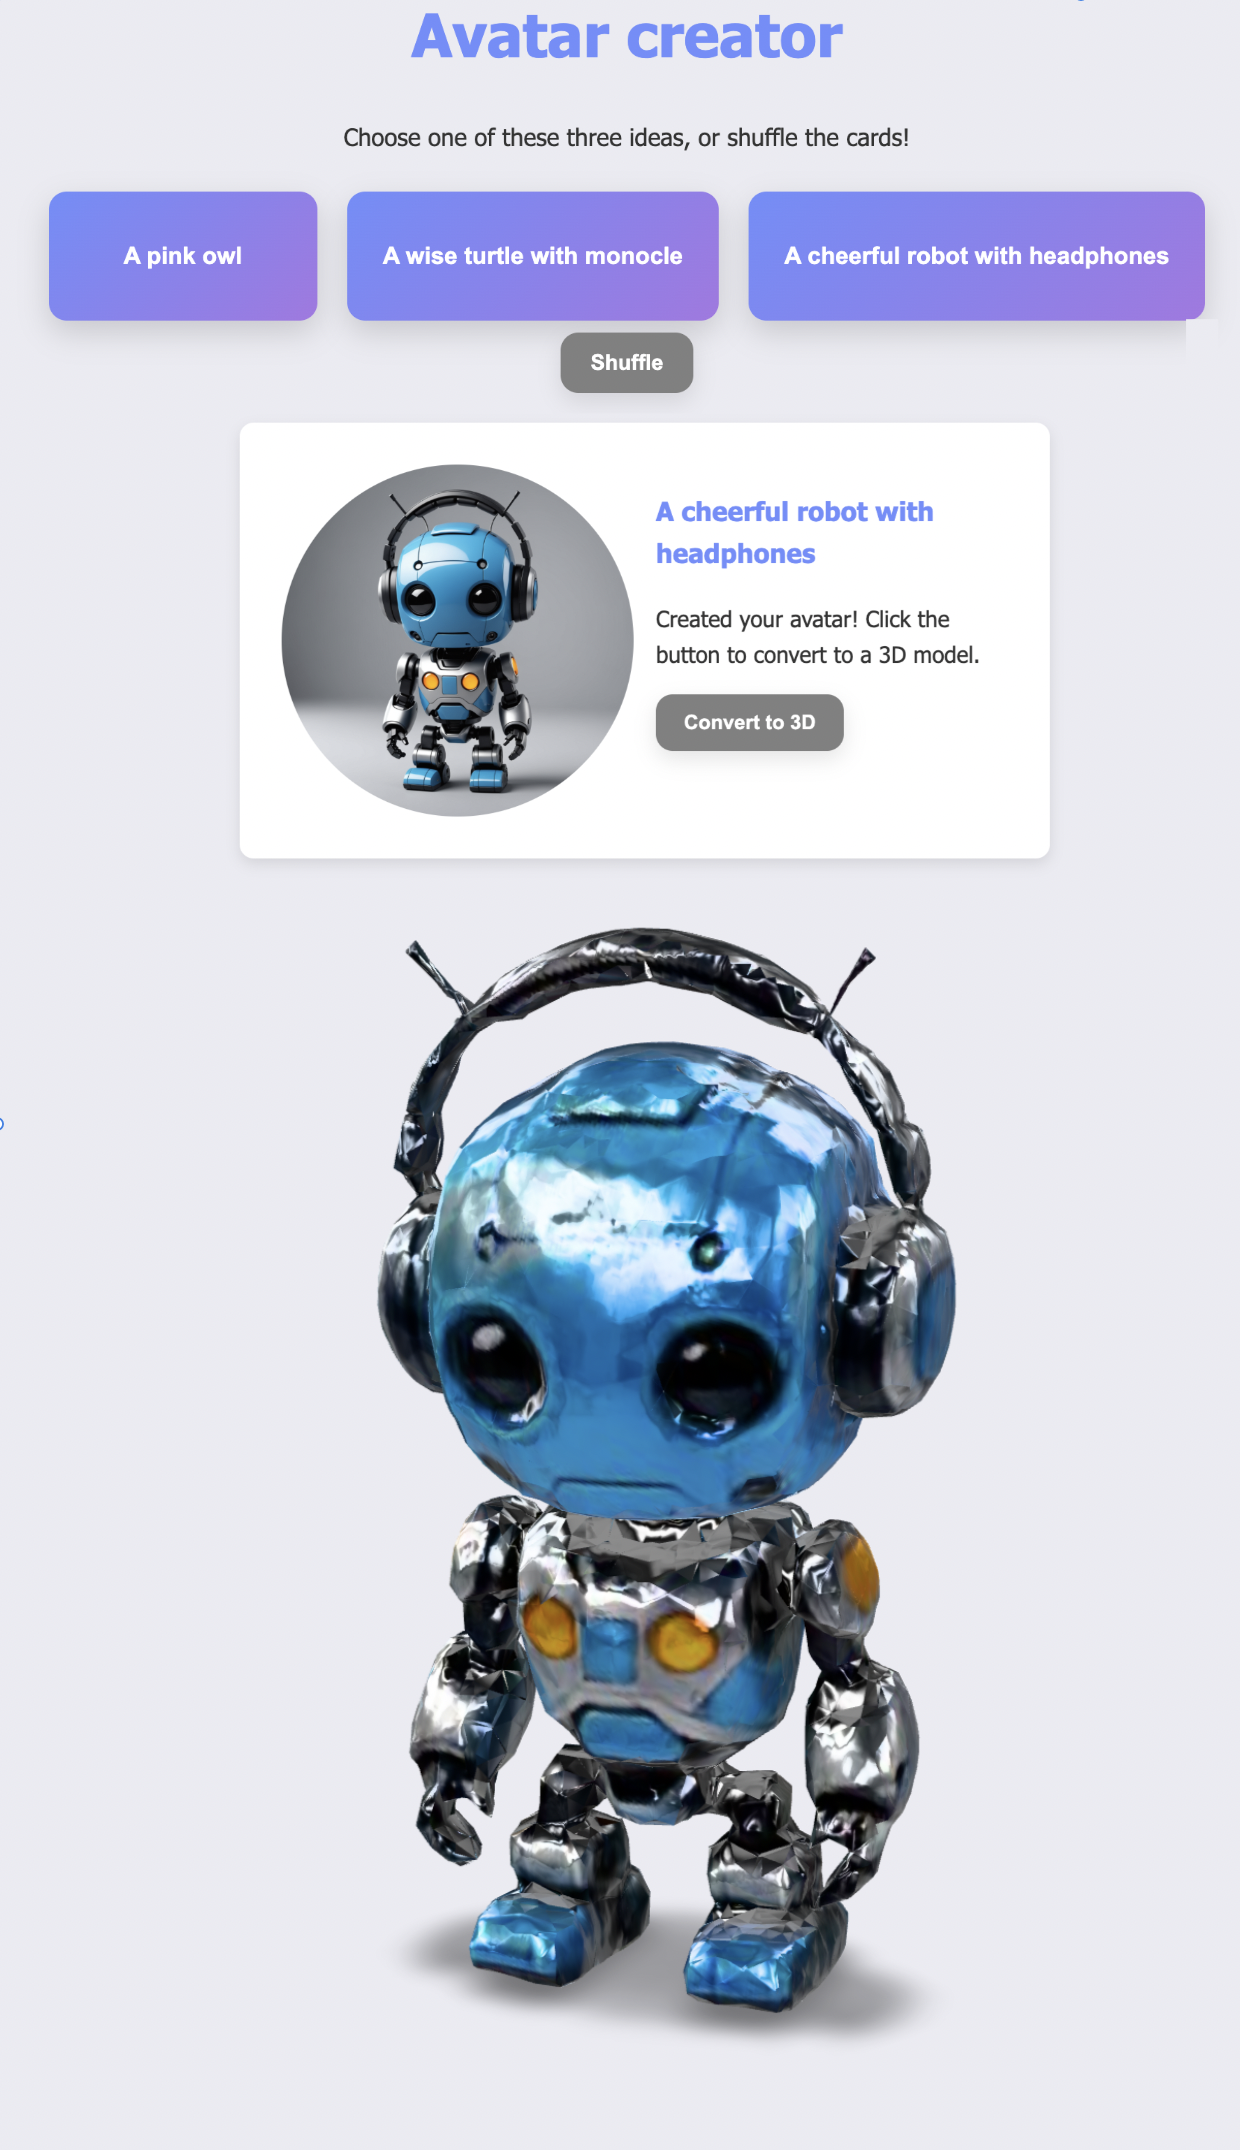 Avatar creator
Choose one of these three ideas, or shuffle the cards!
A pink owl
A wise turtle with monocle
A cheerful robot with headphones
Shuffle
A cheerful robot with
headphones
Created your avatar! Click the
button to convert to a 3D model.
Convert to 3D